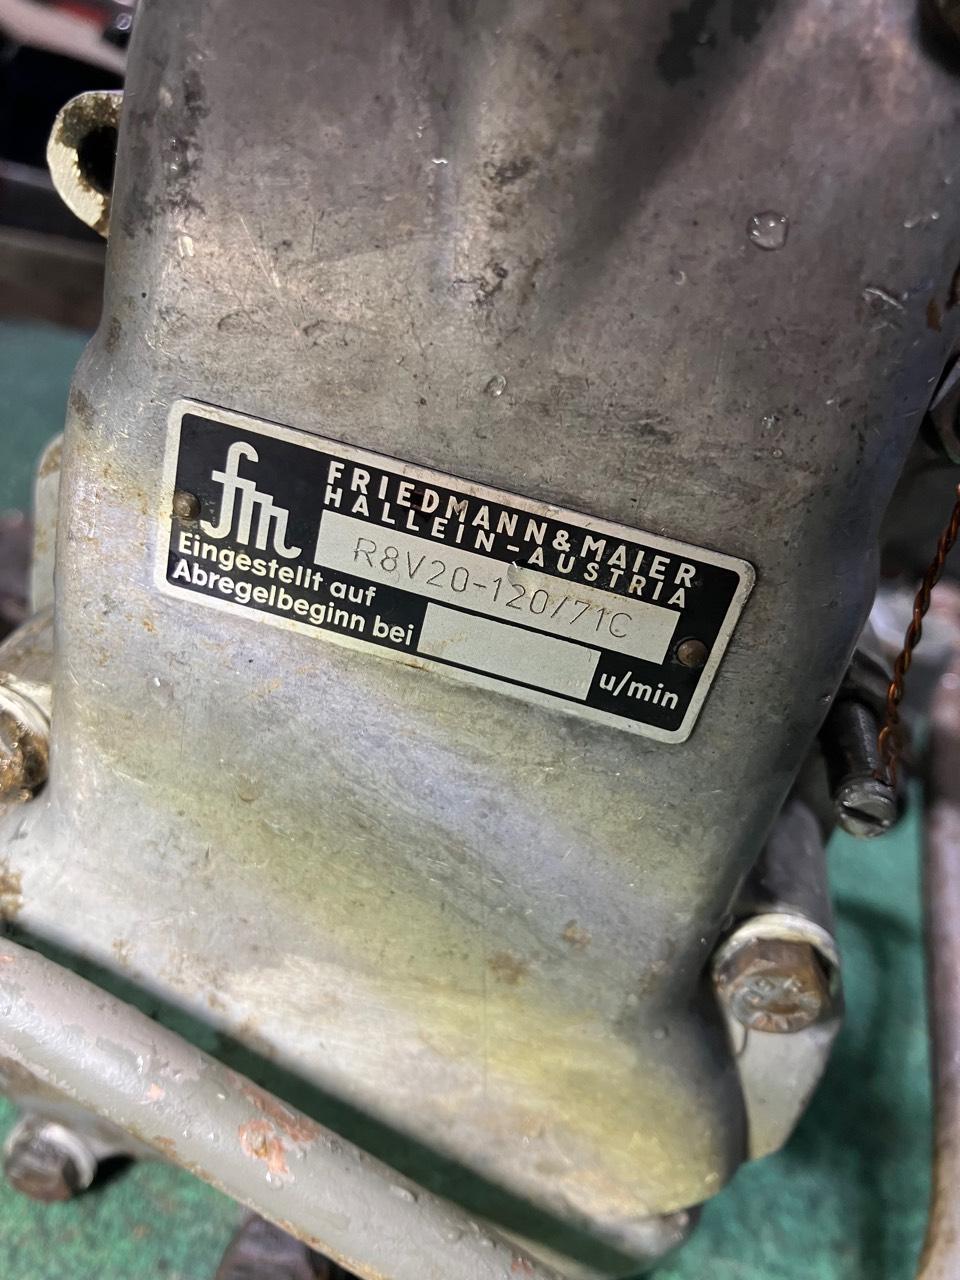 fm
FRIEDMANN & MAIER
HALLEIN-AUSTRIA
R8V20-120/71C
Eingestellt auf
Abregelbeginn bei
u/min